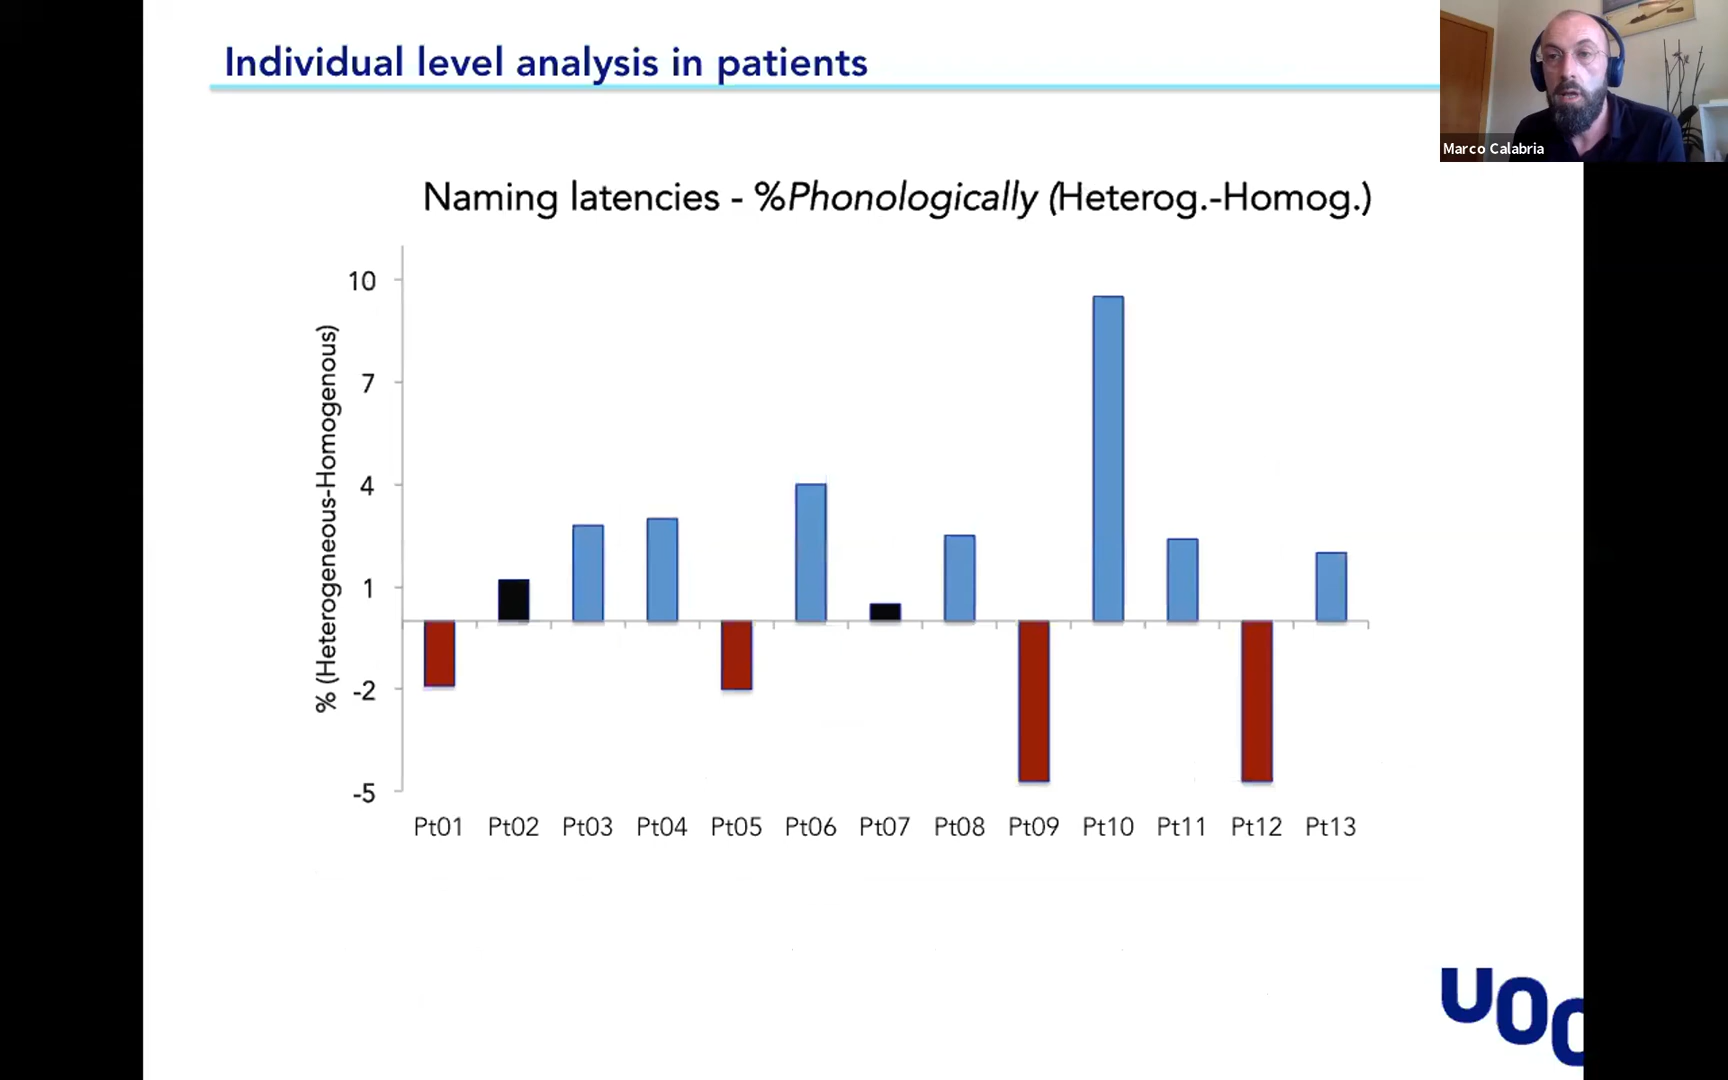 Individual level analysis in patients
Marco Calabria
Naming latencies - %Phonologically (Heterog.-Homog.)
% (Heterogeneous-Homogenous)
10
7
4
1
-2
-5
Pt01 Pt02 Pt03 Pt04 Pt05 Pt06 Pt07 Pt08 Pt09 Pt10 Pt11 Pt12 Pt13
UOC